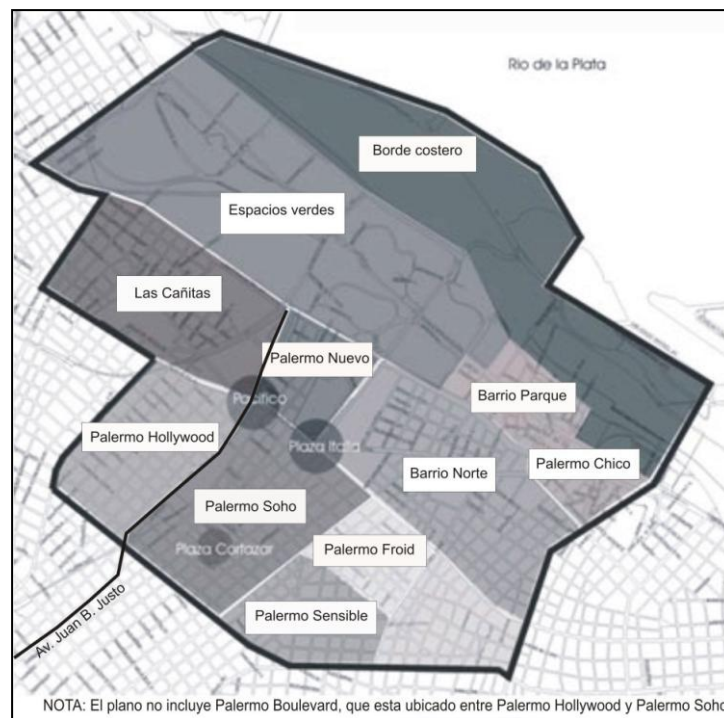 Rio de la Plata
Borde costero
Espacios verdes
Las Cañitas
Palermo Nuevo
Pacifico
Barrio Parque
Palermo Hollywood
Plaza Italia
Barrio Norte
Palermo Chico
Palermo Soho
Palermo Froid
Plaza Cortazar
Palermo Sensible
Av. Juan B. Justo
NOTA: El plano no incluye Palermo Boulevard, que esta ubicado entre Palermo Hollywood y Palermo Soho